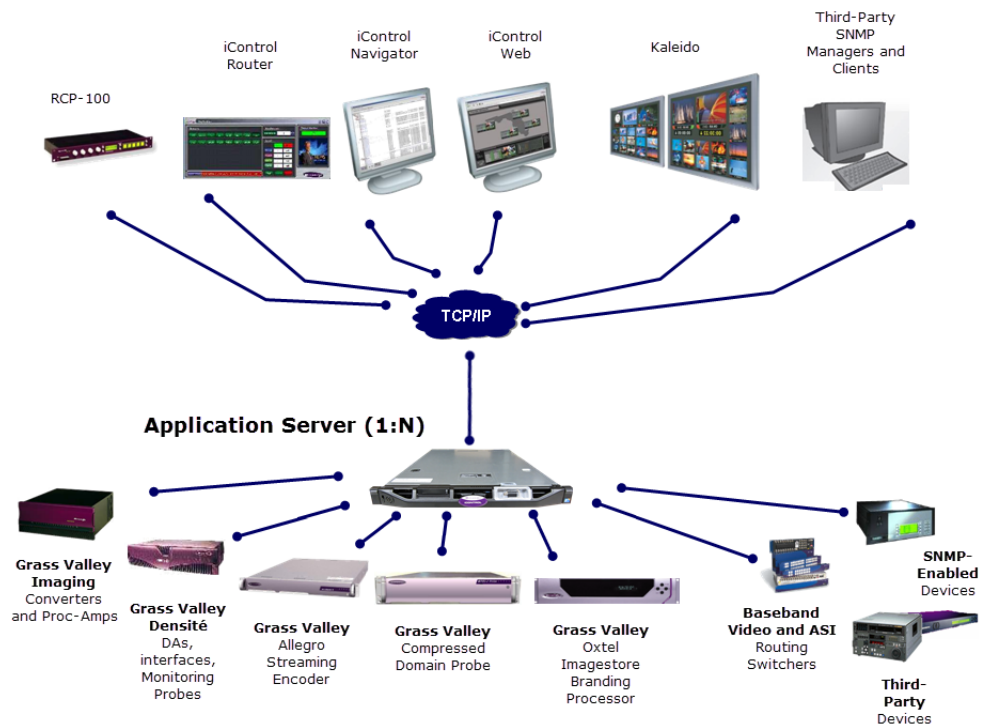 RCP-100
iControl
Router
iControl
Navigator
iControl
Web
Kaleido
Third-Party
SNMP
Managers and
Clients
TCP/IP
Application Server (1:N)
Grass Valley
Imaging
Converters
and Proc-Amps
Grass Valley
Densité
DAs,
interfaces,
Monitoring
Probes
Grass Valley
Allegro
Streaming
Encoder
Grass Valley
Compressed
Domain Probe
Grass Valley
Oxtel
Imagestore
Branding
Processor
Baseband
Video and ASI
Routing
Switchers
SNMP-
Enabled
Devices
Third-
Party
Devices